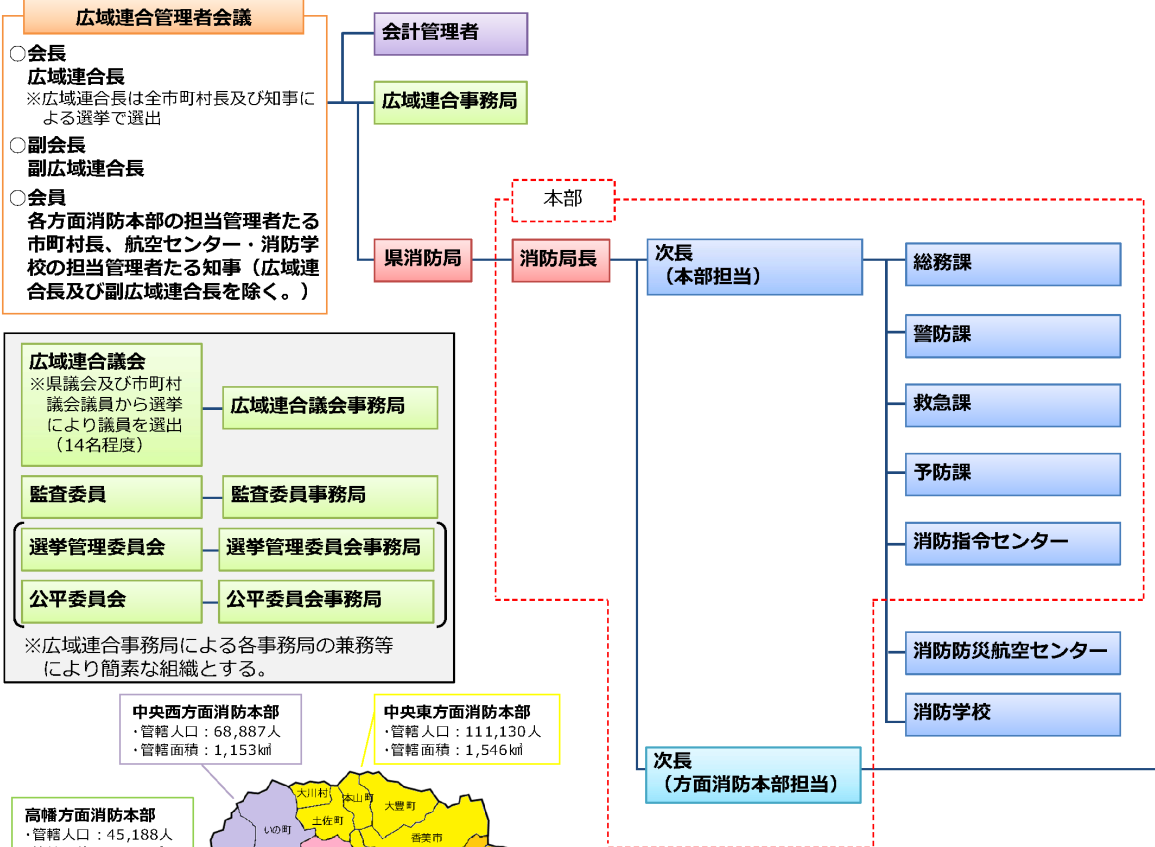 広域連合管理者会議
○会長
広域連合長
※広域連合長は全市町村長及び知事に
よる選挙で選出
○副会長
副広域連合長
○会員
各方面消防本部の担当管理者たる
市町村長、航空センター・消防学
校の担当管理者たる知事（広域連
合長及び副広域連合長を除く。）
会計管理者
広域連合事務局
本部
県消防局
消防局長
次長
（本部担当）
総務課
警防課
救急課
予防課
消防指令センター
消防防災航空センター
消防学校
次長
（方面消防本部担当）
広域連合議会
※県議会及び市町村
議会議員から選挙
により議員を選出
（14名程度）
広域連合議会事務局
監査委員
監査委員事務局
選挙管理委員会
選挙管理委員会事務局
公平委員会
公平委員会事務局
※広域連合事務局による各事務局の兼務等
により簡素な組織とする。
中央西方面消防本部
・管轄人口：68,887人
・管轄面積：1,153㎢
中央東方面消防本部
・管轄人口：111,130人
・管轄面積：1,546㎢
高幡方面消防本部
・管轄人口：45,188人
大川村
本山町
大豊町
土佐町
いの町
香美市